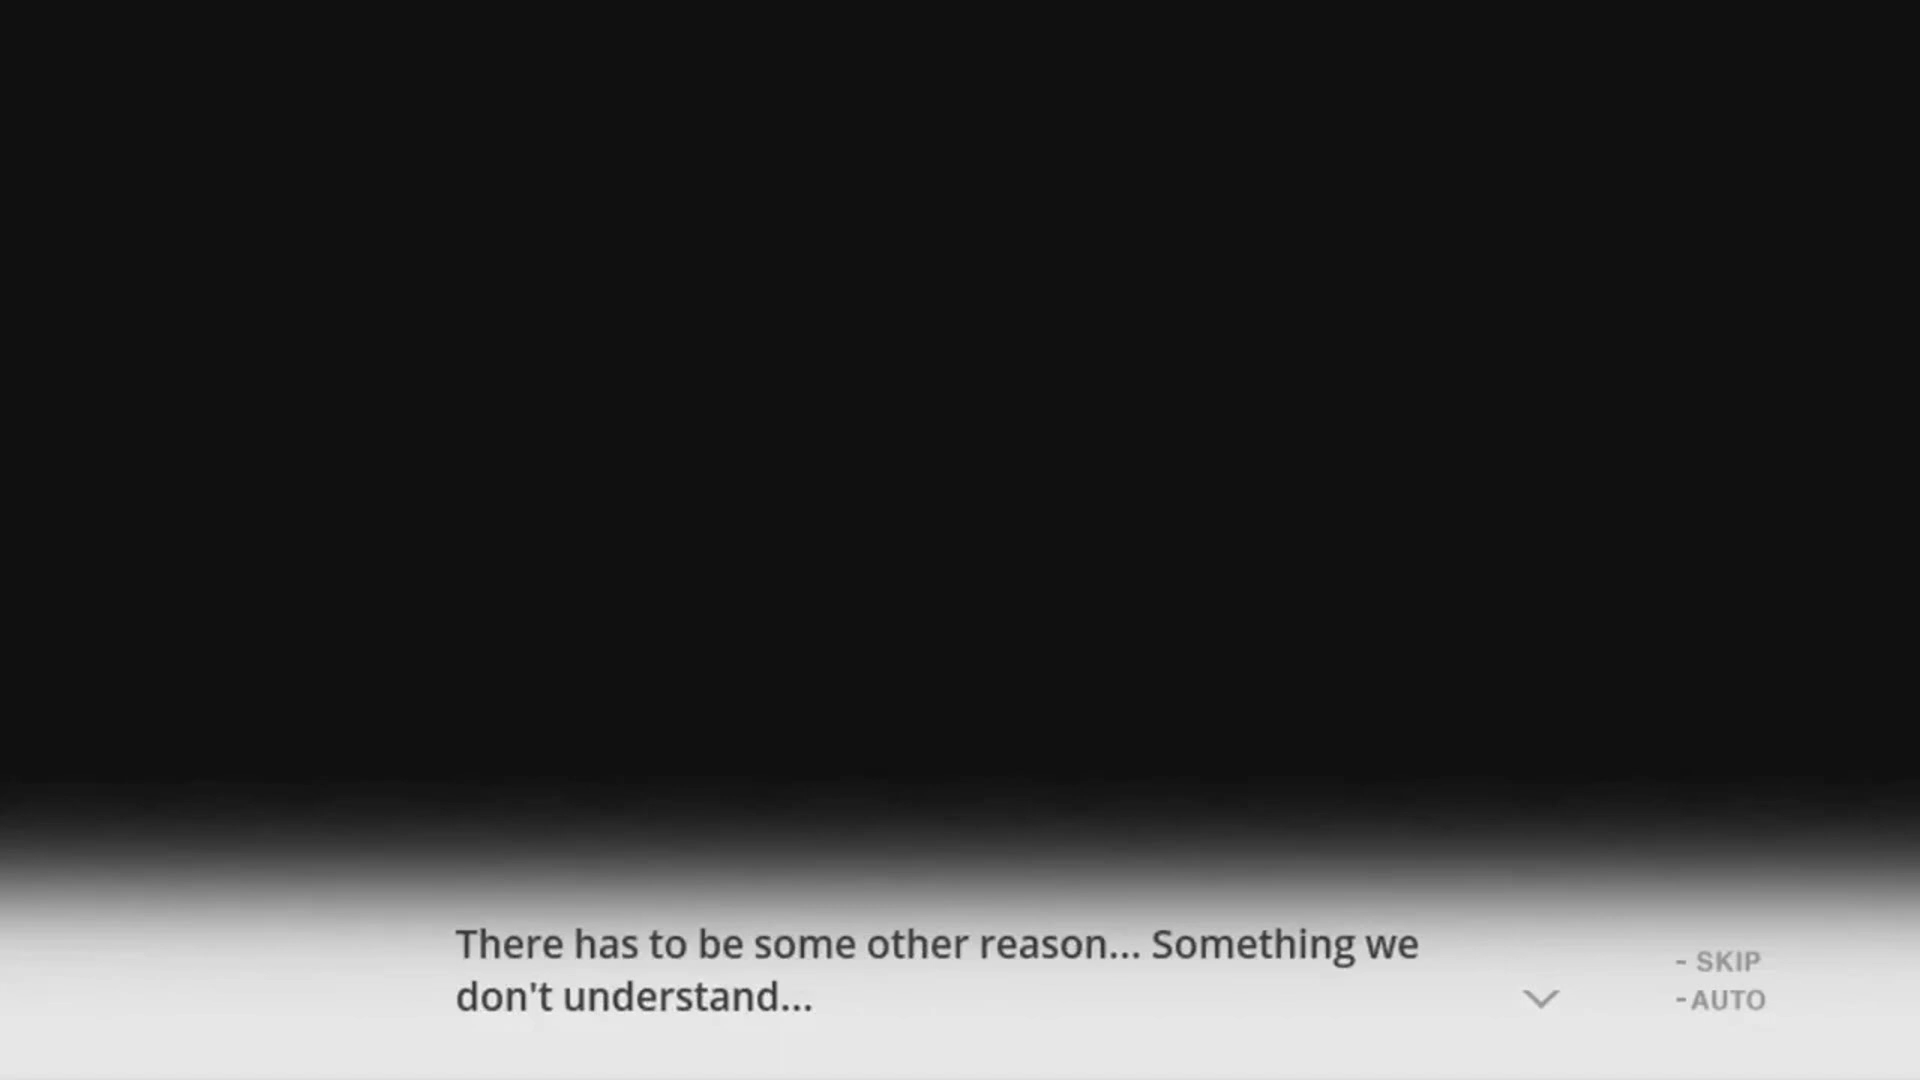 There has to be some other reason... Something we
don't understand...
- SKIP
-AUTO